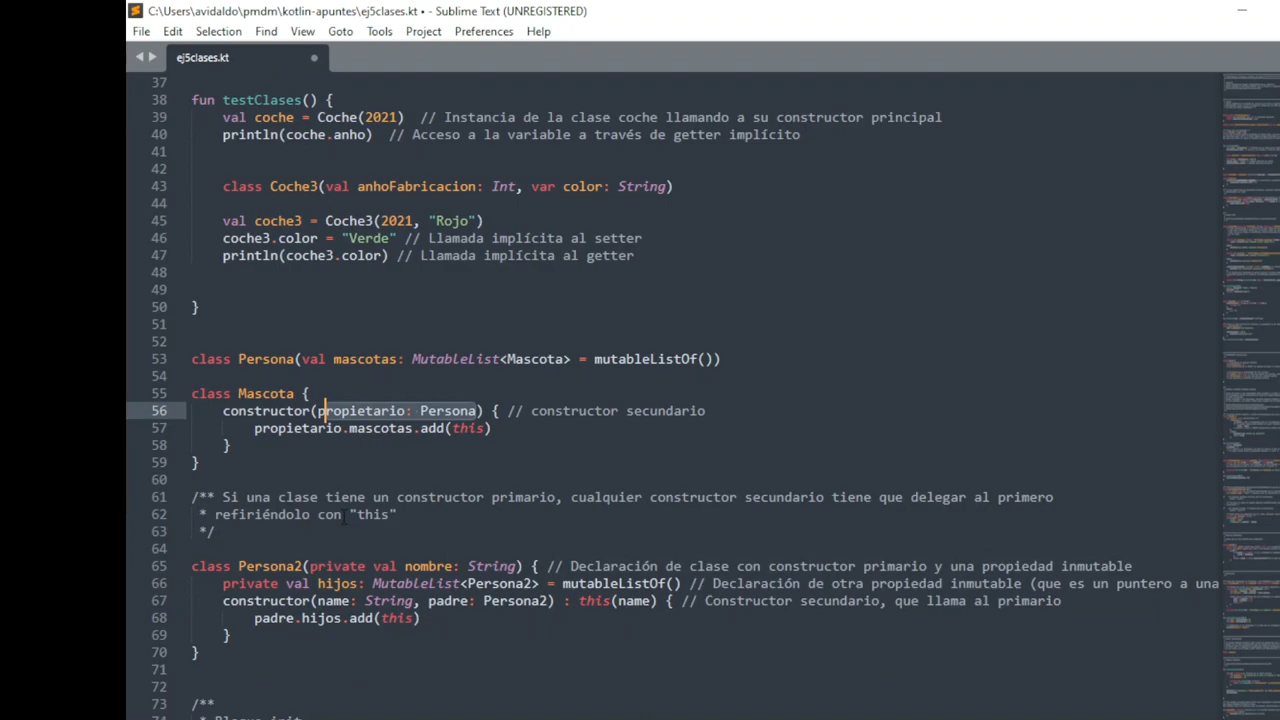 C:\Users\avidaldo\pmdm\kotlin-apuntes\ej5clases.kt • - Sublime Text (UNREGISTERED)
File Edit Selection Find View Goto Tools Project Preferences Help
ej5clases.kt
37
38 fun testClases() {
39 val coche = Coche(2021) // Instancia de la clase coche llamando a su constructor principal
40 println(coche.anho) // Acceso a la variable a través de getter implícito
41
42
43 class Coche3(val anhoFabricacion: Int, var color: String)
44
45 val coche3 = Coche3(2021, "Rojo")
46 coche3.color = "Verde" // Llamada implícita al setter
47 println(coche3.color) // Llamada implícita al getter
48
49
50 }
51
52
53 class Persona(val mascotas: MutableList<Mascota> = mutableListOf())
54
55 class Mascota {
56 constructor(propietario: Persona) { // constructor secundario
57 propietario.mascotas.add(this)
58 }
59 }
60
61 /** Si una clase tiene un constructor primario, cualquier constructor secundario tiene que delegar al primero
62 * refiriéndolo con "this"
63 */
64
65 class Persona2(private val nombre: String) { // Declaración de clase con constructor primario y una propiedad inmutable
66 private val hijos: MutableList<Persona2> = mutableListOf() // Declaración de otra propiedad inmutable (que es un puntero a una
67 constructor(name: String, padre: Persona2) : this(name) { // Constructor secundario, que llama al primario
68 padre.hijos.add(this)
69 }
70 }
71
72
73 /**